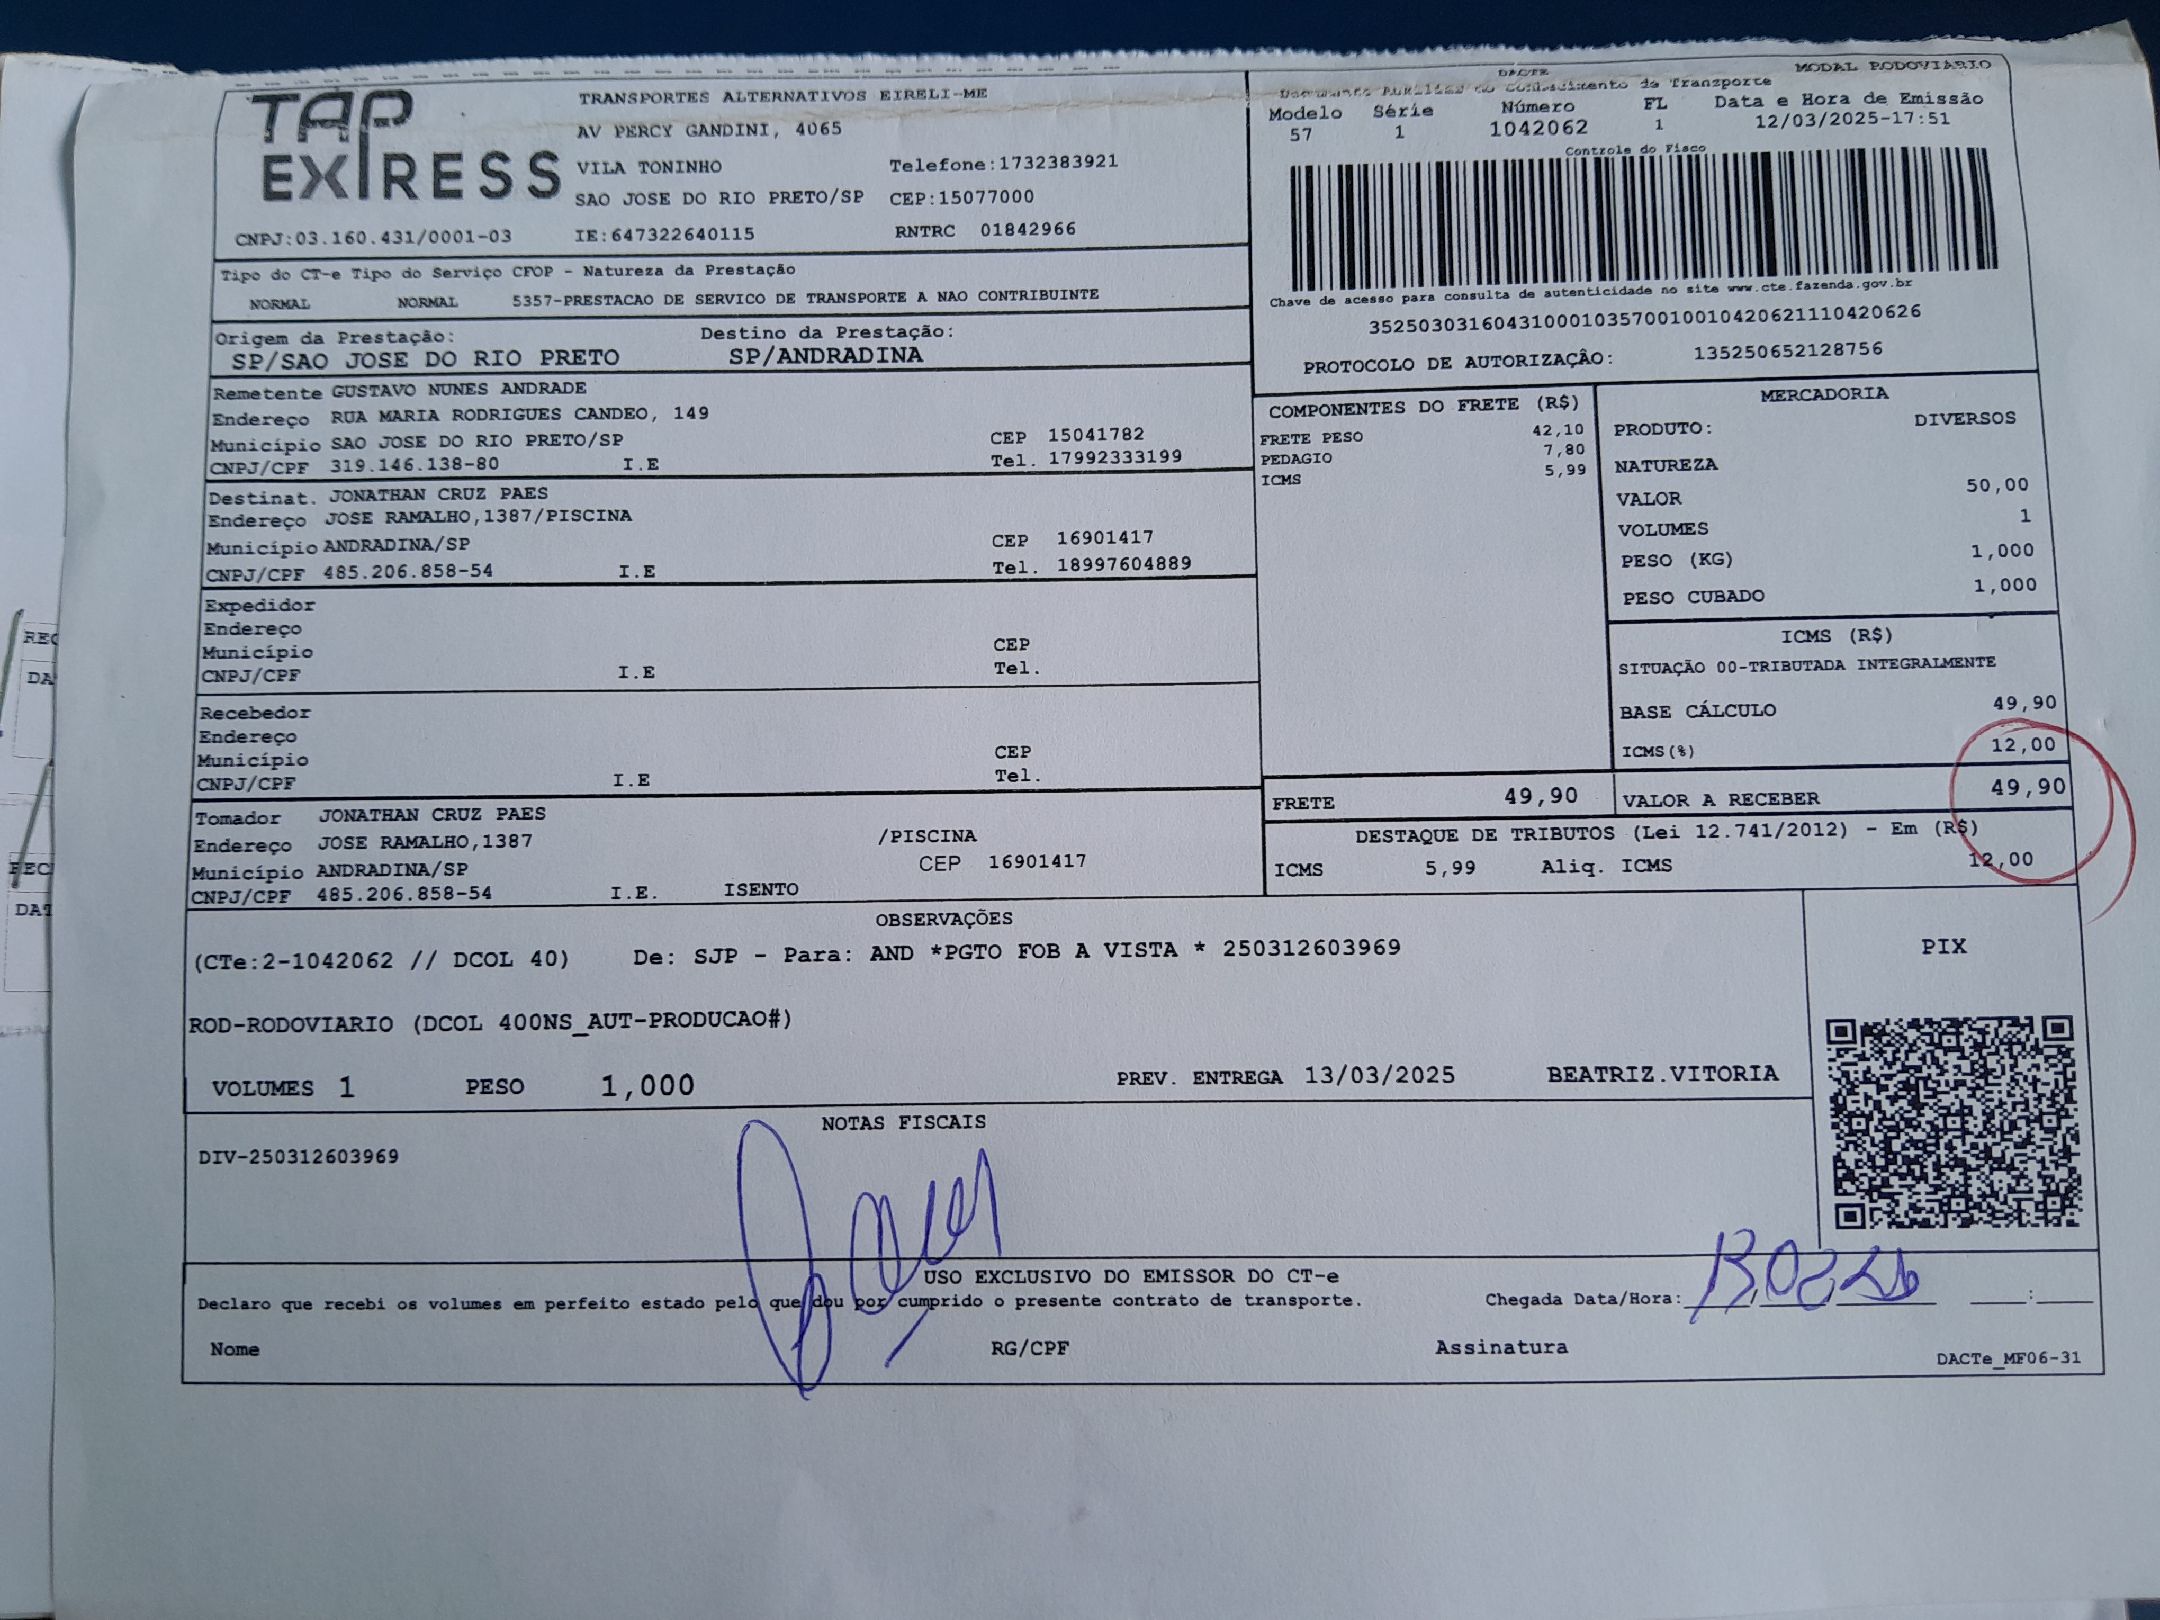 TAP
EXPRESS
TRANSPORTES ALTERNATIVOS EIRELI-ME
AV PERCY GANDINI, 4065
VILA TONINHO Telefone:1732383921
SAO JOSE DO RIO PRETO/SP CEP:15077000
CNPJ:03.160.431/0001-03 IE:647322640115 RNTRC 01842966
DACTE MODAL RODOVIARIO
Documento Auxiliar do Conhecimento de Transporte
Modelo Série Número FL Data e Hora de Emissão
57 1 1042062 1 12/03/2025-17:51
Controle do Fisco
Chave de acesso para consulta de autenticidade no site www.cte.fazenda.gov.br
35250303160431000103570010010420621110420626
PROTOCOLO DE AUTORIZAÇÂO: 135250652128756
Tipo do CT-e Tipo do Serviço CFOP - Natureza da Prestação
NORMAL NORMAL 5357-PRESTACAO DE SERVICO DE TRANSPORTE A NAO CONTRIBUINTE
Origem da Prestação: Destino da Prestação:
SP/SAO JOSE DO RIO PRETO SP/ANDRADINA
Remetente GUSTAVO NUNES ANDRADE
Endereço RUA MARIA RODRIGUES CANDEO, 149
Município SAO JOSE DO RIO PRETO/SP CEP 15041782
CNPJ/CPF 319.146.138-80 I.E Tel. 17992333199
Destinat. JONATHAN CRUZ PAES
Endereço JOSE RAMALHO,1387/PISCINA
Município ANDRADINA/SP CEP 16901417
CNPJ/CPF 485.206.858-54 I.E Tel. 18997604889
Expedidor
Endereço
Município CEP
CNPJ/CPF I.E Tel.
Recebedor
Endereço
Município CEP
CNPJ/CPF I.E Tel.
Tomador JONATHAN CRUZ PAES
Endereço JOSE RAMALHO,1387 /PISCINA
Município ANDRADINA/SP CEP 16901417
CNPJ/CPF 485.206.858-54 I.E. ISENTO
COMPONENTES DO FRETE (R$)
FRETE PESO 42,10
PEDAGIO 7,80
ICMS 5,99
MERCADORIA
PRODUTO: DIVERSOS
NATUREZA
VALOR 50,00
VOLUMES 1
PESO (KG) 1,000
PESO CUBADO 1,000
ICMS (R$)
SITUAÇÃO 00-TRIBUTADA INTEGRALMENTE
BASE CÁLCULO 49,90
ICMS(%) 12,00
FRETE 49,90 VALOR A RECEBER 49,90
DESTAQUE DE TRIBUTOS (Lei 12.741/2012) - Em (R$)
ICMS 5,99 Aliq. ICMS 12,00
OBSERVAÇÕES
(CTe:2-1042062 // DCOL 40) De: SJP - Para: AND *PGTO FOB A VISTA * 250312603969
ROD-RODOVIARIO (DCOL 400NS_AUT-PRODUCAO#)
VOLUMES 1 PESO 1,000 PREV. ENTREGA 13/03/2025 BEATRIZ.VITORIA
PIX
NOTAS FISCAIS
DIV-250312603969
USO EXCLUSIVO DO EMISSOR DO CT-e
Declaro que recebi os volumes em perfeito estado pelo que dou por cumprido o presente contrato de transporte. Chegada Data/Hora:
Nome RG/CPF Assinatura
DACTe_MF06-31